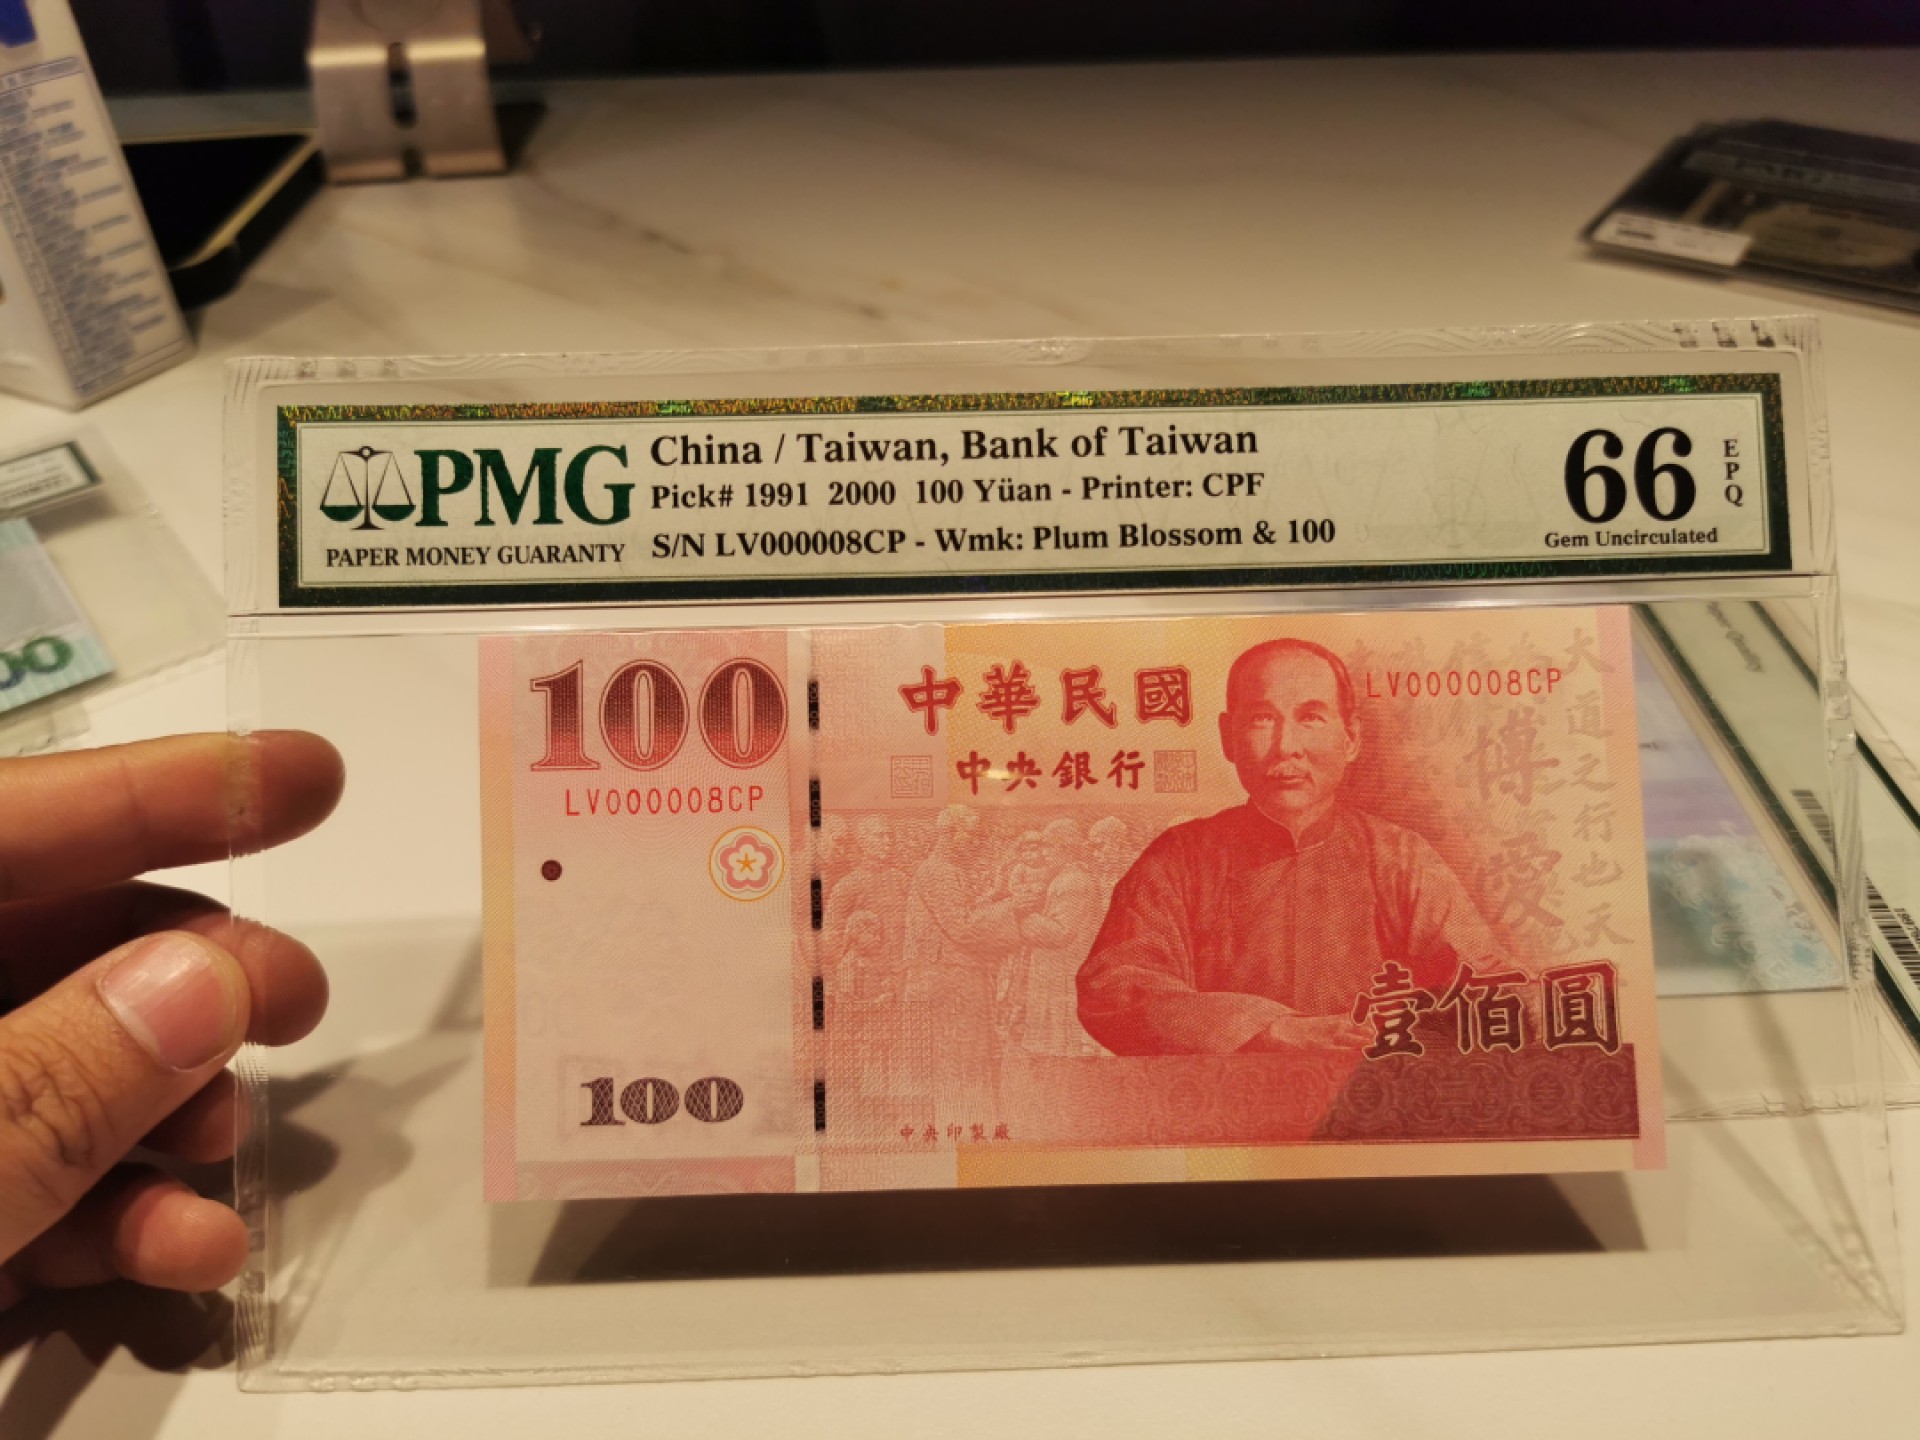 PMG
PAPER MONEY GUARANTY
China / Taiwan, Bank of Taiwan
Pick# 1991 2000 100 Yüan - Printer: CPF
S/N LV000008CP - Wmk: Plum Blossom & 100
66
EPQ
Gem Uncirculated
100
LV000008CP
中華民國
中央銀行
LV000008CP
博愛
大道之行也天
壹佰圓
100
中央印製廠